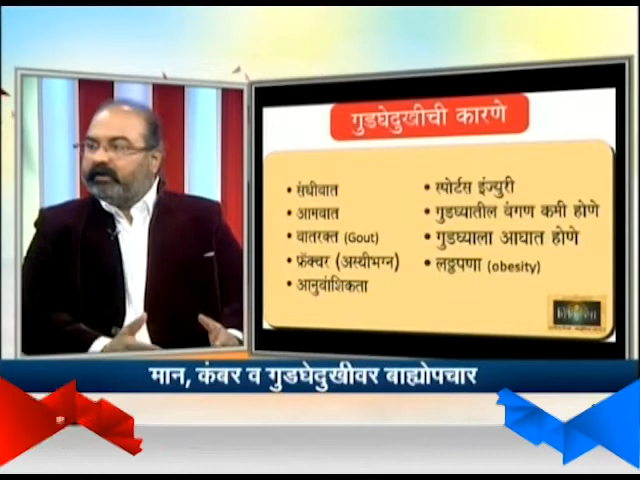 गुडघेदुखीची कारणे
• संधीवात
• आमवात
• वातरक्त (Gout)
• फ्रॅक्चर (अस्थीभग्न)
• आनुवांशिकता
• स्पोर्टस इंज्युरी
• गुडघ्यातील वंगण कमी होणे
• गुडघ्याला आघात होणे
• लठ्ठपणा (obesity)
मान, कंबर व गुडघेदुखीवर बाह्योपचार